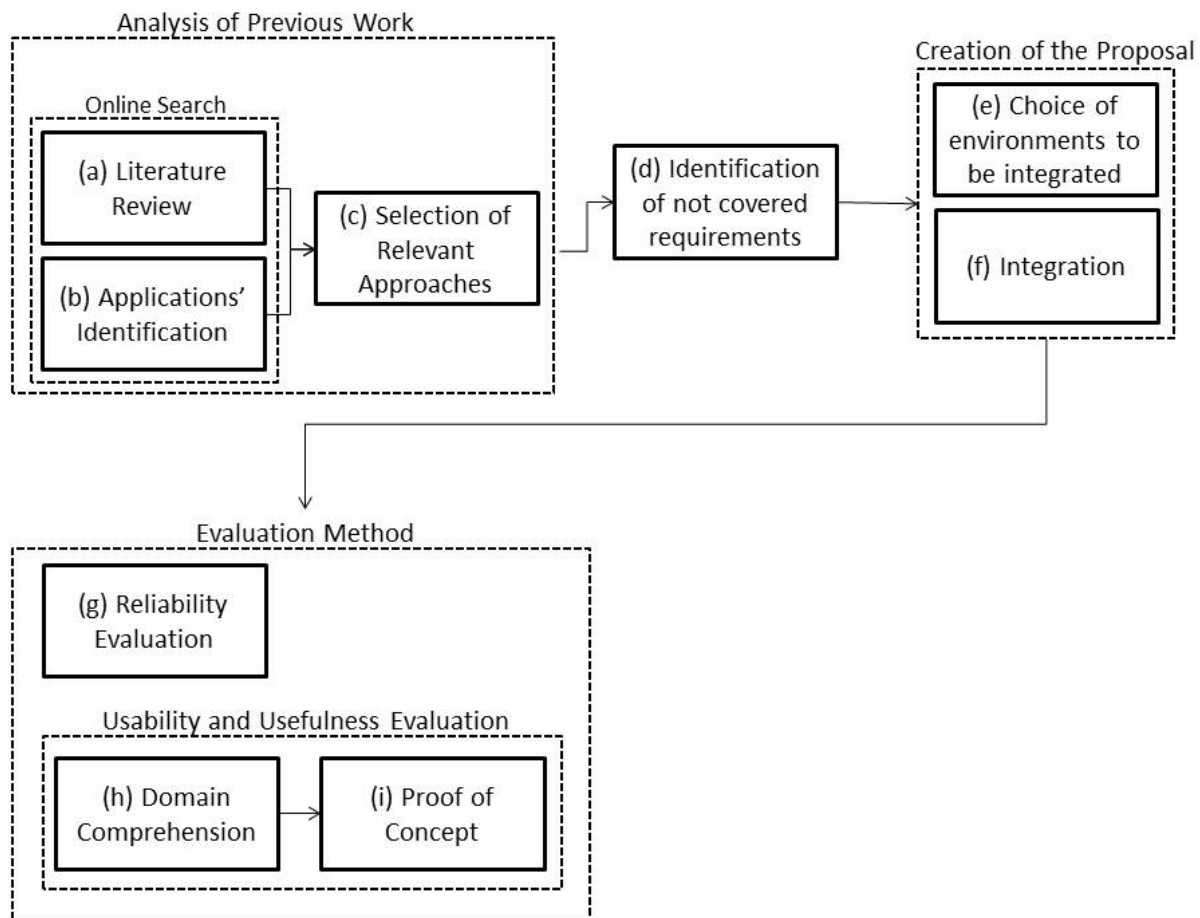 Analysis of Previous Work
Online Search
(a) Literature
Review
(b) Applications’
Identification
(c) Selection of
Relevant
Approaches
(d) Identification
of not covered
requirements
Creation of the Proposal
(e) Choice of
environments to
be integrated
(f) Integration
Evaluation Method
(g) Reliability
Evaluation
Usability and Usefulness Evaluation
(h) Domain
Comprehension
(i) Proof of
Concept